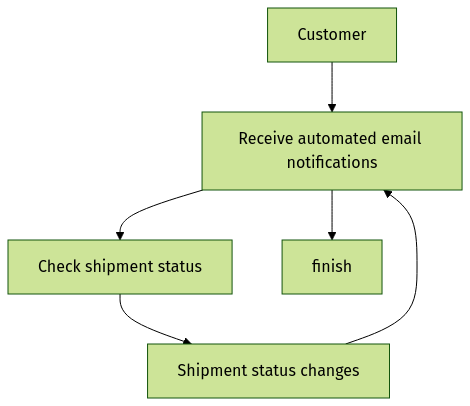 Customer
Receive automated email
notifications
Check shipment status
finish
Shipment status changes